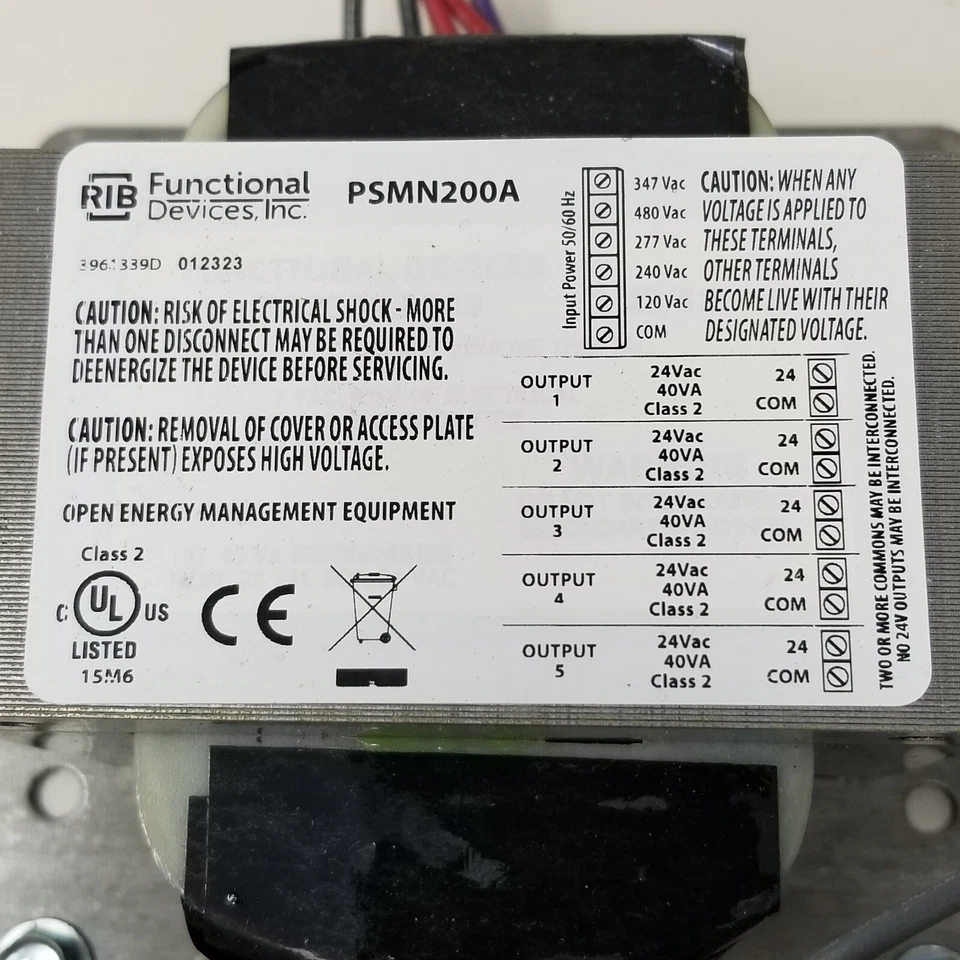 RIB Functional Devices, Inc.
PSMN200A
012323
CAUTION: RISK OF ELECTRICAL SHOCK - MORE
THAN ONE DISCONNECT MAY BE REQUIRED TO
DEENERGIZE THE DEVICE BEFORE SERVICING.
CAUTION: REMOVAL OF COVER OR ACCESS PLATE
(IF PRESENT) EXPOSES HIGH VOLTAGE.
OPEN ENERGY MANAGEMENT EQUIPMENT
Class 2
C UL US
LISTED
15M6
CE
Input Power 50/60 Hz
347 Vac
480 Vac
277 Vac
240 Vac
120 Vac
COM
CAUTION: WHEN ANY
VOLTAGE IS APPLIED TO
THESE TERMINALS,
OTHER TERMINALS
BECOME LIVE WITH THEIR
DESIGNATED VOLTAGE.
OUTPUT
1
24Vac
40VA
Class 2
24
COM
OUTPUT
2
24Vac
40VA
Class 2
24
COM
OUTPUT
3
24Vac
40VA
Class 2
24
COM
OUTPUT
4
24Vac
40VA
Class 2
24
COM
OUTPUT
5
24Vac
40VA
Class 2
24
COM
TWO OR MORE COMMONS MAY BE INTERCONNECTED.
NO 24V OUTPUTS MAY BE INTERCONNECTED.